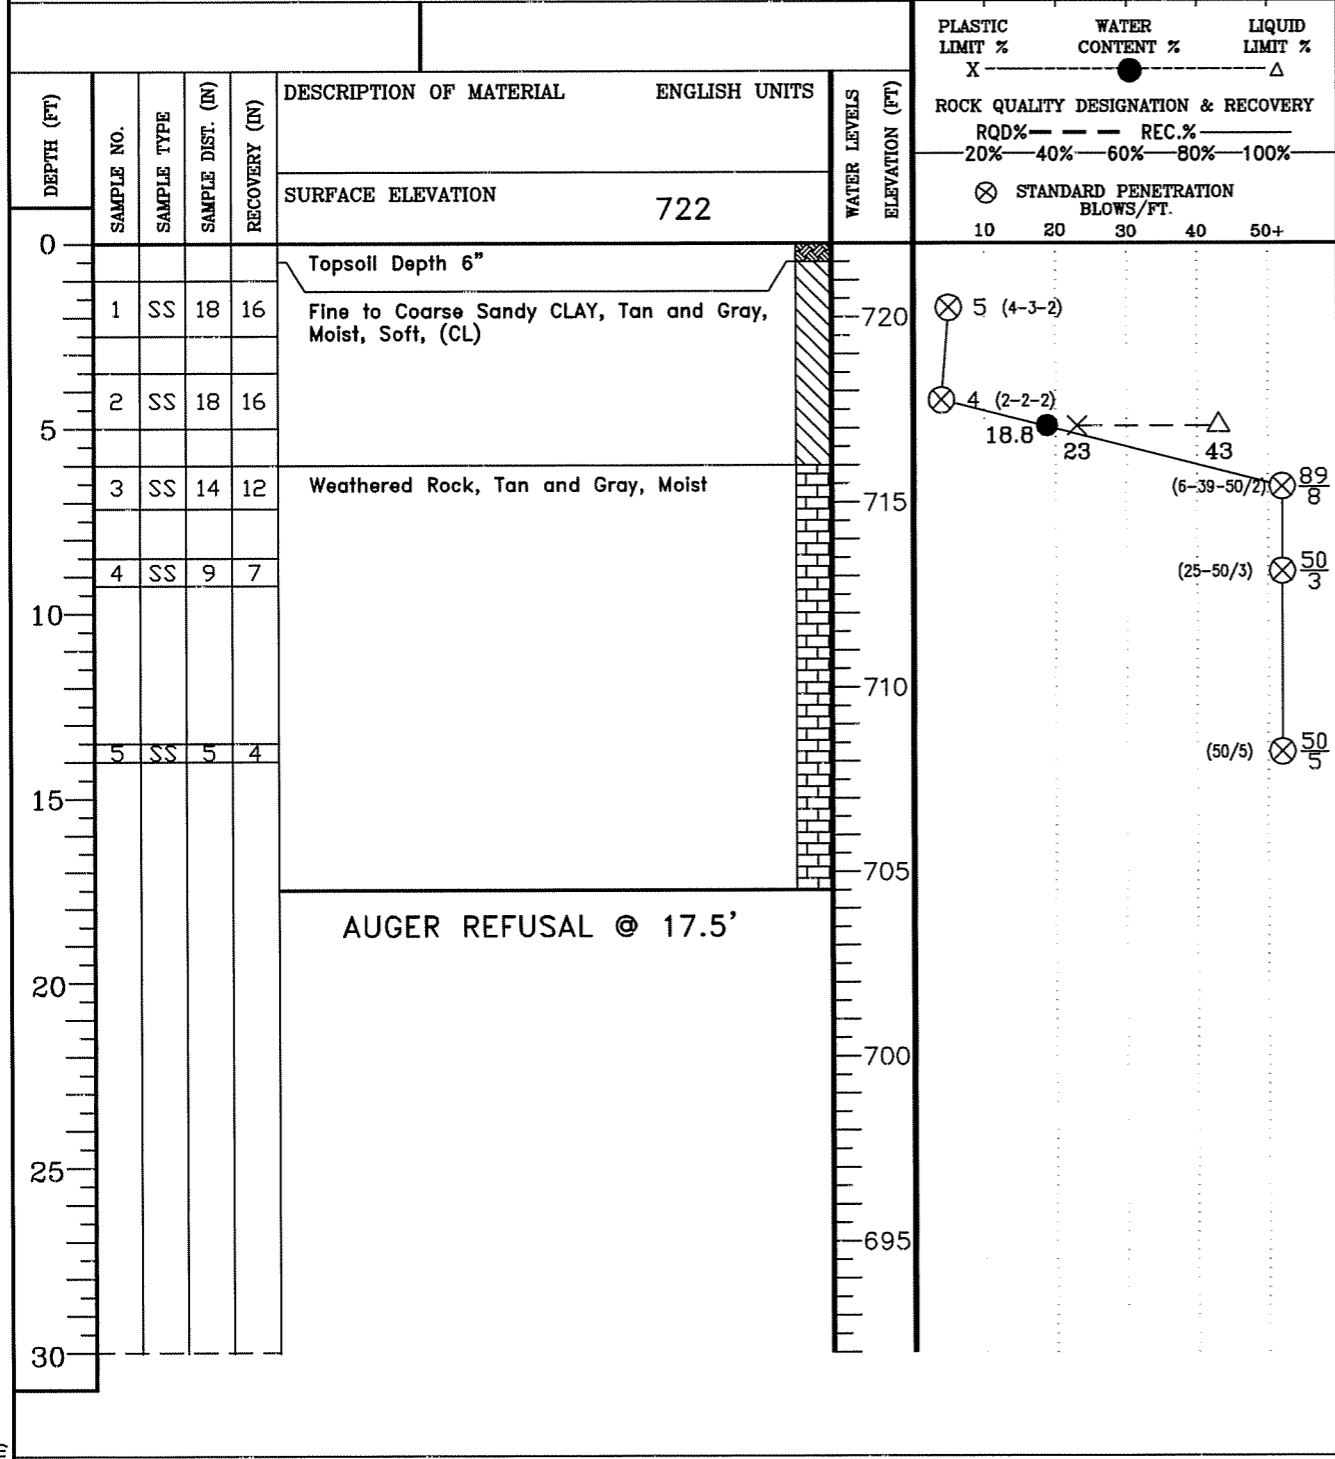 PLASTIC WATER LIQUID
LIMIT % CONTENT % LIMIT %
X Δ
ROCK QUALITY DESIGNATION & RECOVERY
RQD% REC.%
20% 40% 60% 80% 100%
⊗ STANDARD PENETRATION
BLOWS/FT.
10 20 30 40 50+
DEPTH (FT)
SAMPLE NO.
SAMPLE TYPE
SAMPLE DIST. (IN)
RECOVERY (IN)
DESCRIPTION OF MATERIAL ENGLISH UNITS
SURFACE ELEVATION 722
WATER LEVELS
ELEVATION (FT)
0
Topsoil Depth 6"
1 SS 18 16 Fine to Coarse Sandy CLAY, Tan and Gray,
Moist, Soft, (CL)
720
5 (4-3-2)
2 SS 18 16
4 (2-2-2)
5
18.8 23 43
3 SS 14 12 Weathered Rock, Tan and Gray, Moist
715
(6-39-50/2) 89
8
4 SS 9 7
(25-50/3) 50
3
10
710
5 SS 5 4
(50/5) 50
5
15
705
AUGER REFUSAL @ 17.5'
20
700
25
695
30